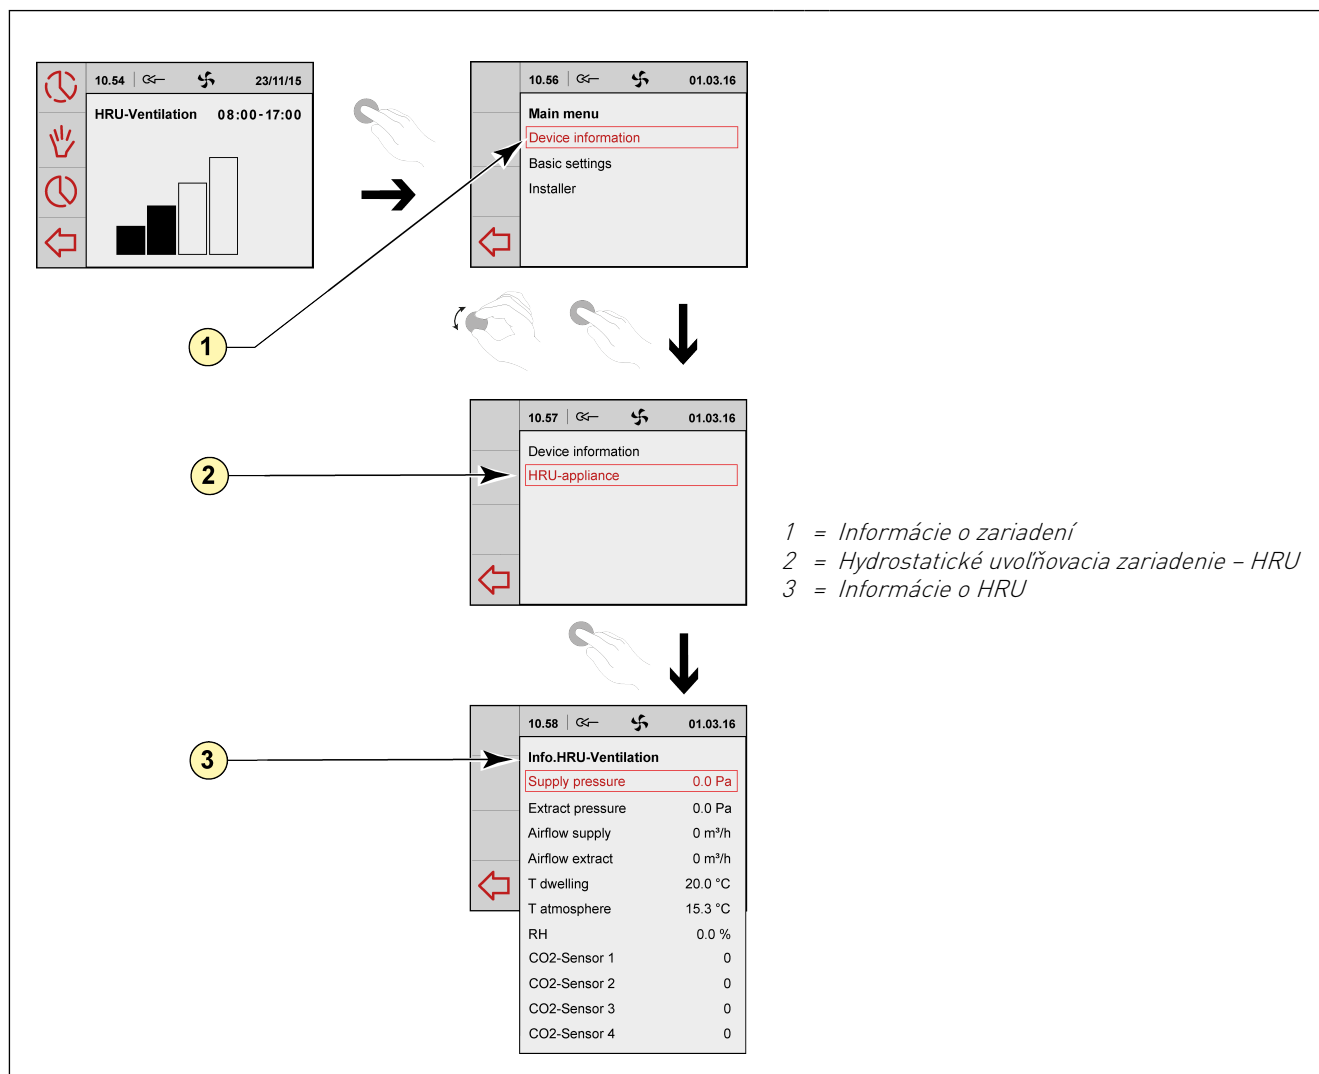 10.54 23/11/15
HRU-Ventilation 08:00-17:00
10.56 01.03.16
Main menu
Device information
Basic settings
Installer
1
10.57 01.03.16
Device information
HRU-appliance
2
1 = Informácie o zariadení
2 = Hydrostatické uvoľňovacia zariadenie – HRU
3 = Informácie o HRU
10.58 01.03.16
3
Info.HRU-Ventilation
Supply pressure 0.0 Pa
Extract pressure 0.0 Pa
Airflow supply 0 m³/h
Airflow extract 0 m³/h
T dwelling 20.0 °C
T atmosphere 15.3 °C
RH 0.0 %
CO2-Sensor 1 0
CO2-Sensor 2 0
CO2-Sensor 3 0
CO2-Sensor 4 0